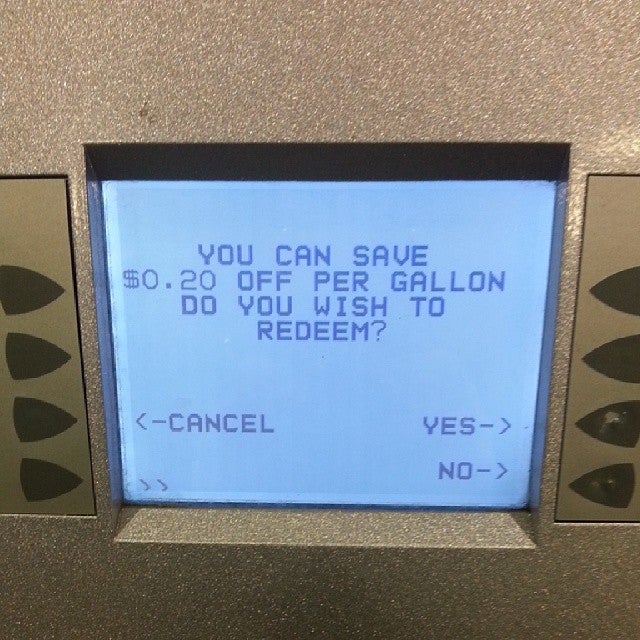 YOU CAN SAVE
$0.20 OFF PER GALLON
DO YOU WISH TO
REDEEM?
<-CANCEL
YES->
NO->
>>